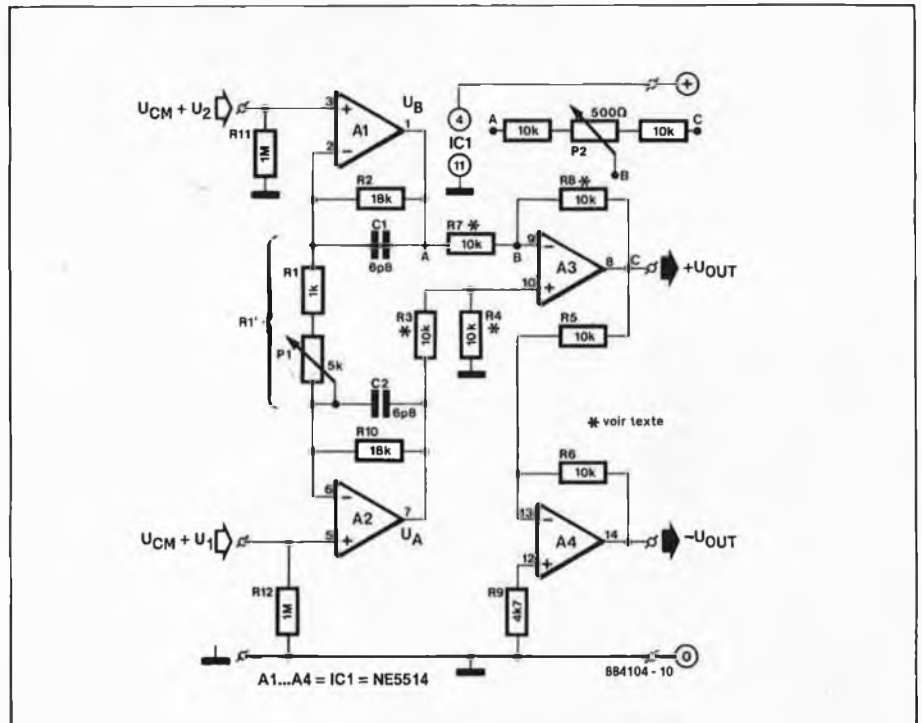 UCM + U2
R11
1M
3
+
UB
A1
1
2
−
4
IC1
11
+
A
10k
500Ω
P2
10k
C
B
R2
18k
C1
6p8
A
R7 *
10k
B
R8 *
10k
9
−
A3
8
C
+UOUT
10
+
R1
1k
R1'
P1
5k
R3
*
10k
R4
*
10k
R5
10k
C2
6p8
* voir texte
R10
18k
R6
10k
6
−
A2
7
UA
UCM + U1
5
+
13
−
A4
14
−UOUT
12
+
R12
1M
R9
4k7
0
A1...A4 = IC1 = NE5514
884104 - 10